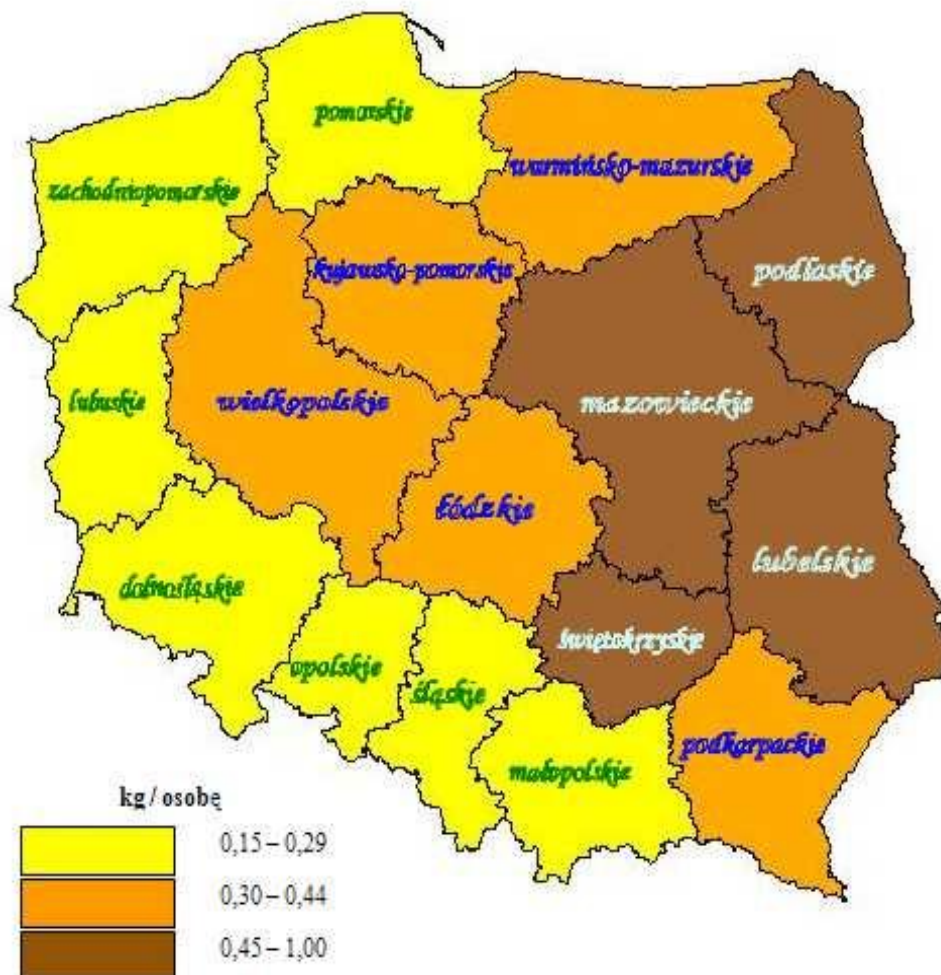 pomorskie
warmińsko-mazurskie
zachodniopomorskie
kujawsko-pomorskie
podlaskie
lubuskie
wielkopolskie
mazowieckie
łódzkie
lubelskie
dolnośląskie
świętokrzyskie
opolskie
śląskie
podkarpackie
małopolskie
kg / osobę
0,15 – 0,29
0,30 – 0,44
0,45 – 1,00